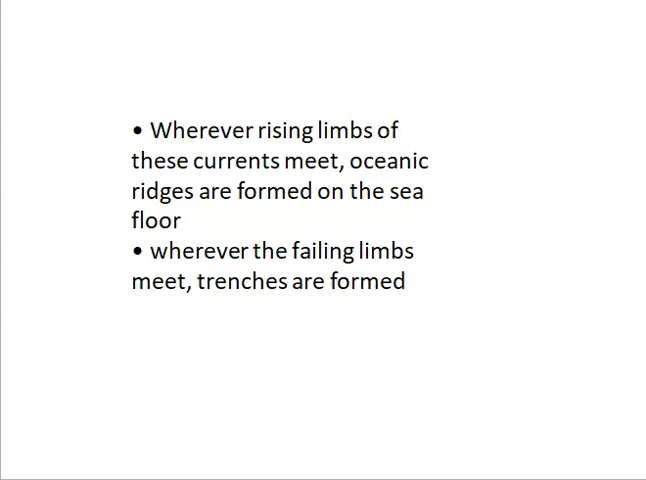 • Wherever rising limbs of
these currents meet, oceanic
ridges are formed on the sea
floor
• wherever the failing limbs
meet, trenches are formed